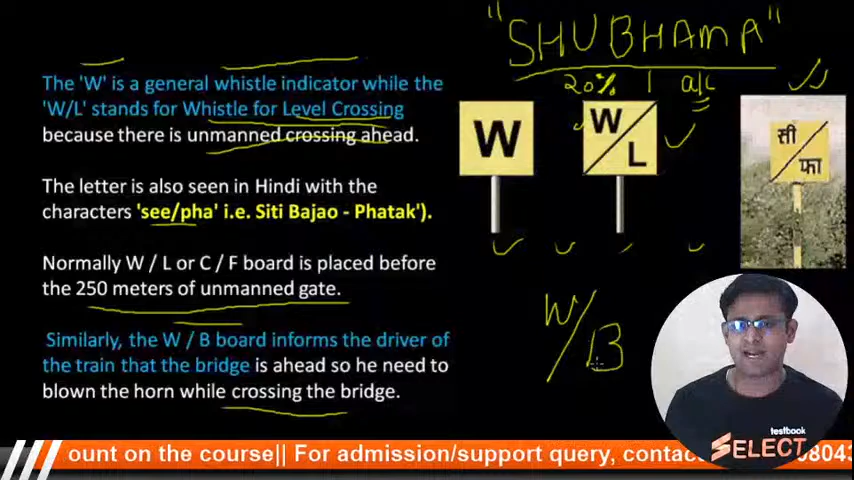 "SHUBHAMA"
20% | a/c
The 'W' is a general whistle indicator while the
'W/L' stands for Whistle for Level Crossing
because there is unmanned crossing ahead.
W
W/L
सी/फा
The letter is also seen in Hindi with the
characters 'see/pha' i.e. Siti Bajao - Phatak').
Normally W / L or C / F board is placed before
the 250 meters of unmanned gate.
Similarly, the W / B board informs the driver of
the train that the bridge is ahead so he need to
blown the horn while crossing the bridge.
W/B
testbook
SELECT
ount on the course|| For admission/support query, contac